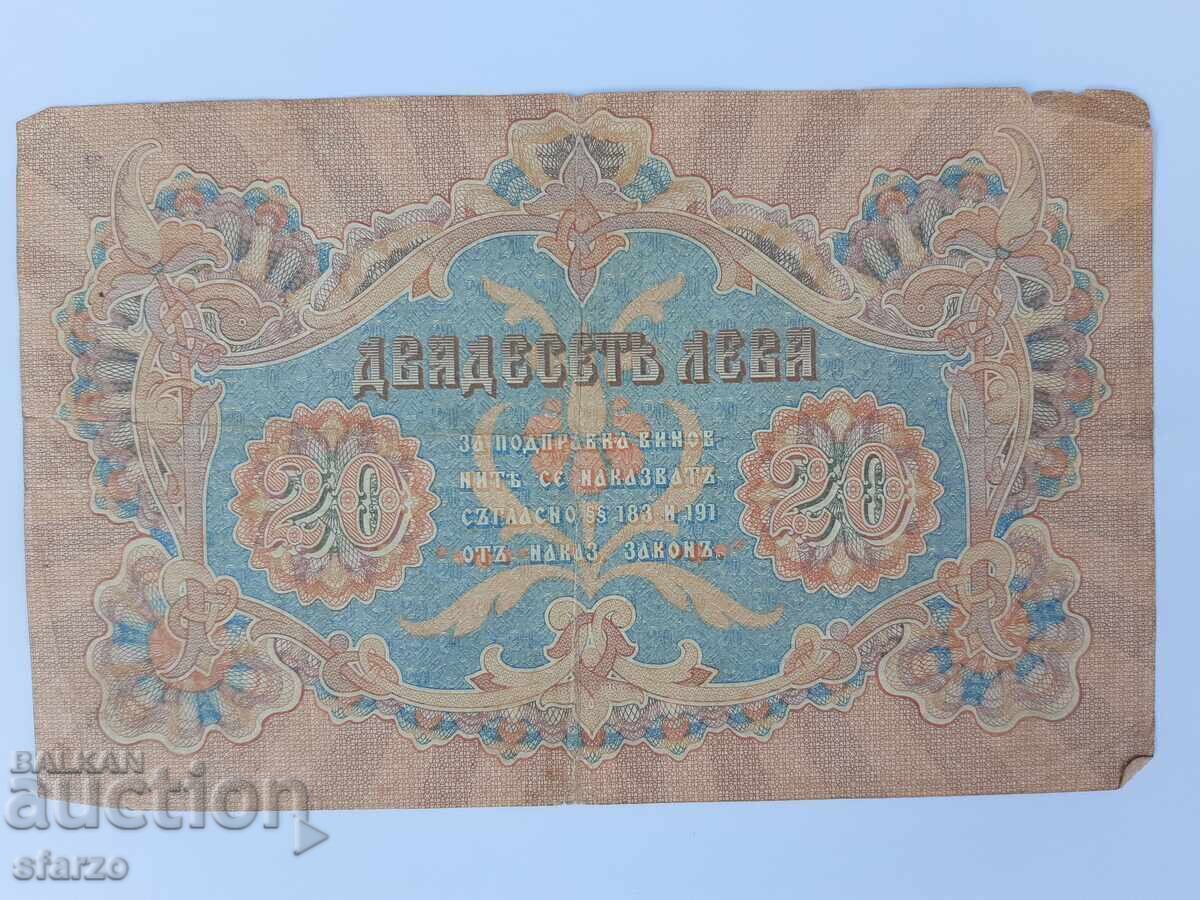 ДВАДЕСЕТЬ ЛЕВА
20
20
ЗА ПОДПРАВКА ВИНОВ
НИТѢ СЕ НАКАЗВАТЪ
СЪГЛАСНО §§ 183 И 191
ОТЪ НАКАЗ ЗАКОНЪ
BALKAN
auction
sfarzo